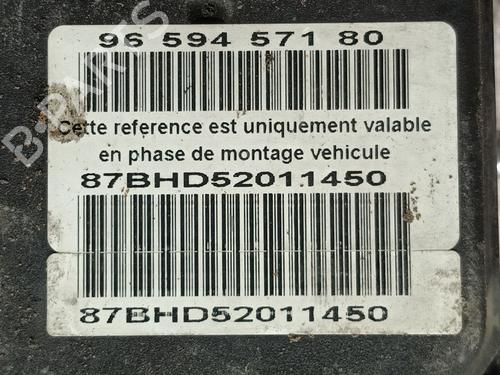 96 594 571 80
Cette reference est uniquement valable
en phase de montage vehicule
87BHD52011450
87BHD52011450
B-PARTS